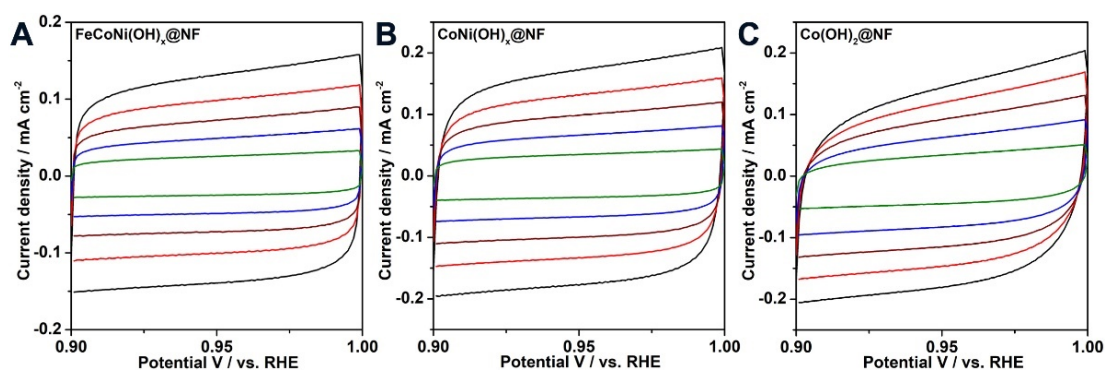 A
FeCoNi(OH)x@NF
Current density / mA cm-2
0.2
0.1
0.0
-0.1
-0.2
0.90
0.95
1.00
Potential V / vs. RHE
B
CoNi(OH)x@NF
Current density / mA cm-2
0.2
0.1
0.0
-0.1
-0.2
0.90
0.95
1.00
Potential V / vs. RHE
C
Co(OH)2@NF
Current density / mA cm-2
0.2
0.1
0.0
-0.1
-0.2
0.90
0.95
1.00
Potential V / vs. RHE